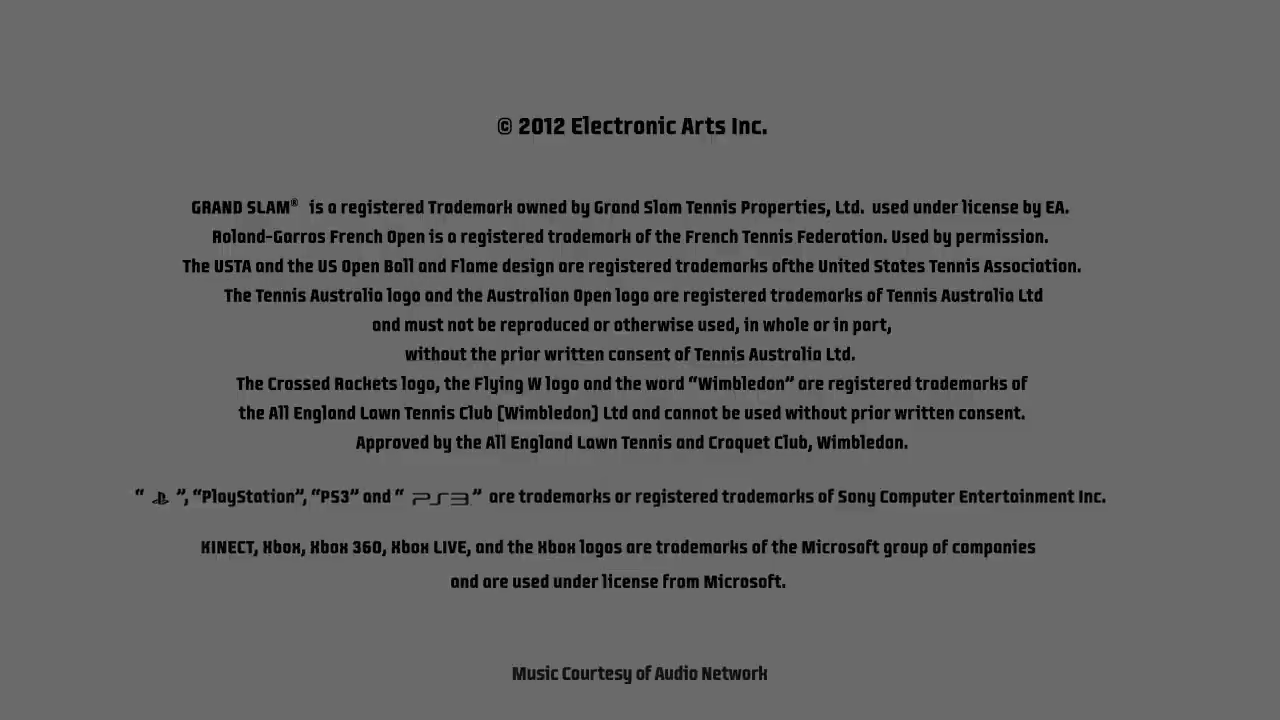 © 2012 Electronic Arts Inc.
GRAND SLAM® is a registered Trademark owned by Grand Slam Tennis Properties, Ltd. used under license by EA.
Roland-Garros French Open is a registered trademark of the French Tennis Federation. Used by permission.
The USTA and the US Open Ball and Flame design are registered trademarks ofthe United States Tennis Association.
The Tennis Australia logo and the Australian Open logo are registered trademarks of Tennis Australia Ltd
and must not be reproduced or otherwise used, in whole or in part,
without the prior written consent of Tennis Australia Ltd.
The Crossed Rackets logo, the Flying W logo and the word “Wimbledon” are registered trademarks of
the All England Lawn Tennis Club (Wimbledon) Ltd and cannot be used without prior written consent.
Approved by the All England Lawn Tennis and Croquet Club, Wimbledon.
“ ”, “PlayStation”, “PS3” and “ PS3 ” are trademarks or registered trademarks of Sony Computer Entertainment Inc.
KINECT, Xbox, Xbox 360, Xbox LIVE, and the Xbox logos are trademarks of the Microsoft group of companies
and are used under license from Microsoft.
Music Courtesy of Audio Network